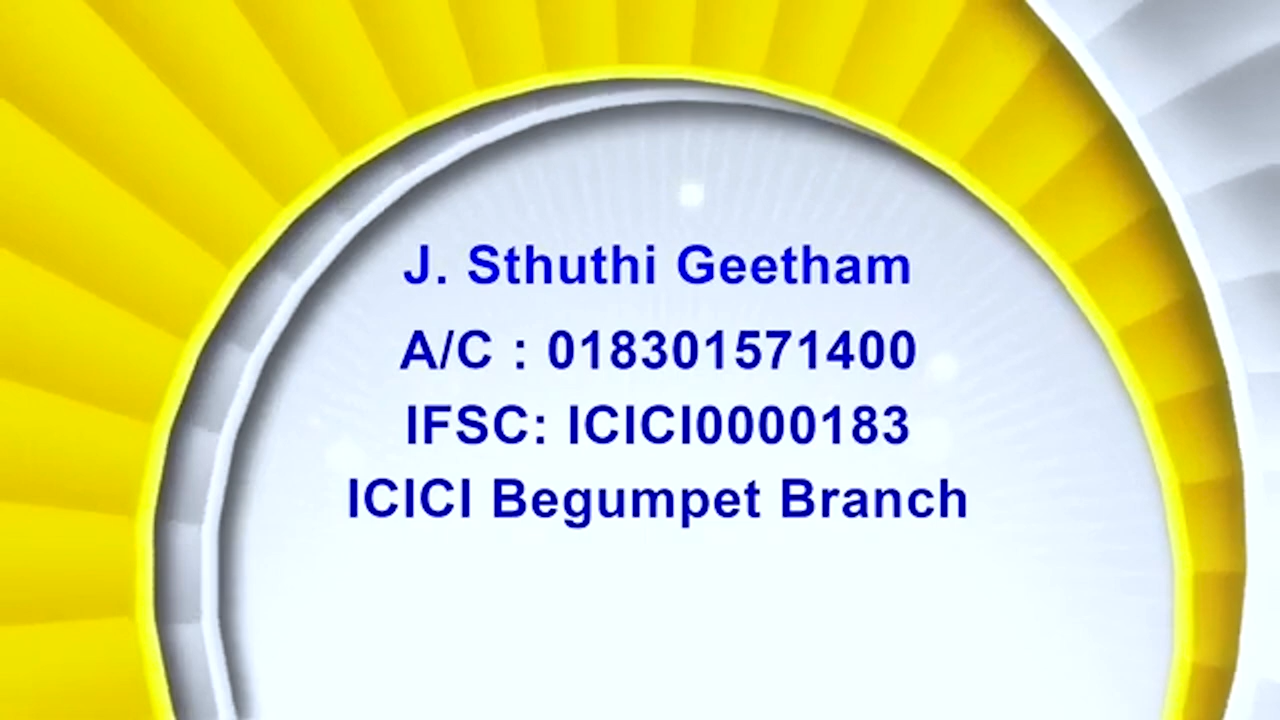 J. Sthuthi Geetham
A/C : 018301571400
IFSC: ICICI0000183
ICICI Begumpet Branch